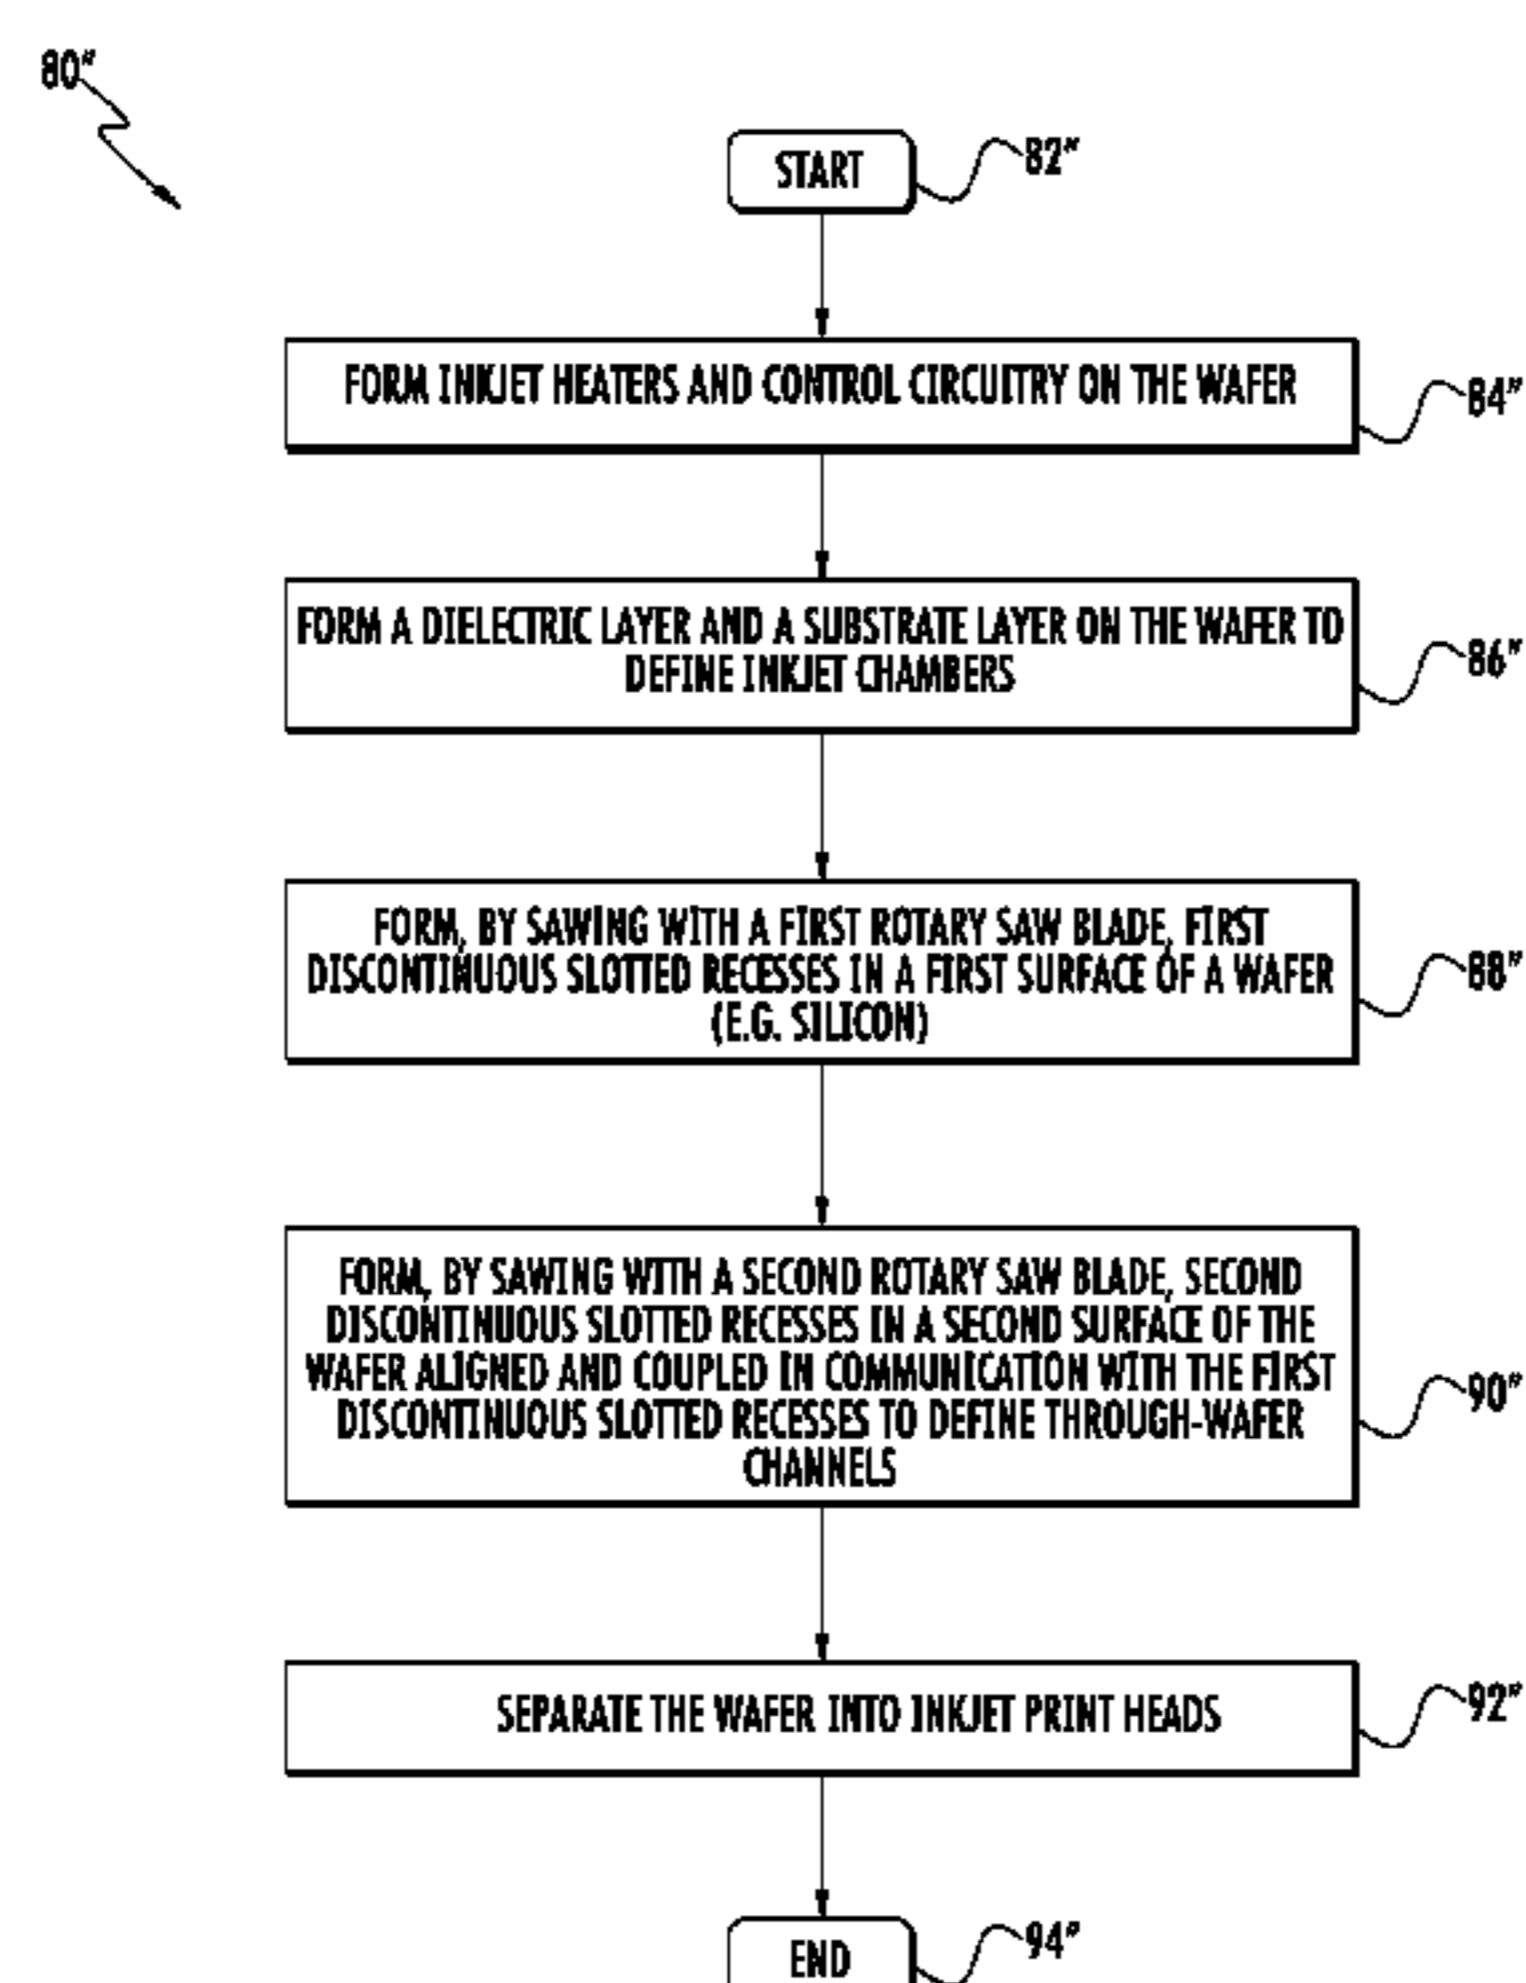 80"
START
82"
FORM INKJET HEATERS AND CONTROL CIRCUITRY ON THE WAFER
84"
FORM A DIELECTRIC LAYER AND A SUBSTRATE LAYER ON THE WAFER TO
DEFINE INKJET CHAMBERS
86"
FORM, BY SAWING WITH A FIRST ROTARY SAW BLADE, FIRST
DISCONTINUOUS SLOTTED RECESSES IN A FIRST SURFACE OF A WAFER
(E.G. SILICON)
88"
FORM, BY SAWING WITH A SECOND ROTARY SAW BLADE, SECOND
DISCONTINUOUS SLOTTED RECESSES IN A SECOND SURFACE OF THE
WAFER ALIGNED AND COUPLED IN COMMUNICATION WITH THE FIRST
DISCONTINUOUS SLOTTED RECESSES TO DEFINE THROUGH-WAFER
CHANNELS
90"
SEPARATE THE WAFER INTO INKJET PRINT HEADS
92"
END
94"